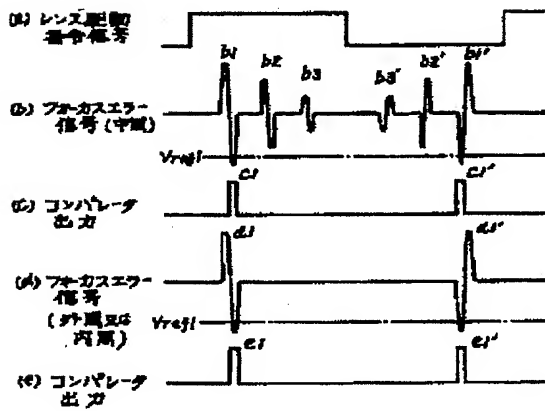 (a) レンズ駆動
指令信号
b1 b2 b3 b3' b2' b1'
(b) フォーカスエラー
信号(中周)
Vref1
c1 c1'
(c) コンパレータ
出力
d1 d1'
(d) フォーカスエラー
信号
(外周又は
内周)
Vref1
e1 e1'
(e) コンパレータ
出力